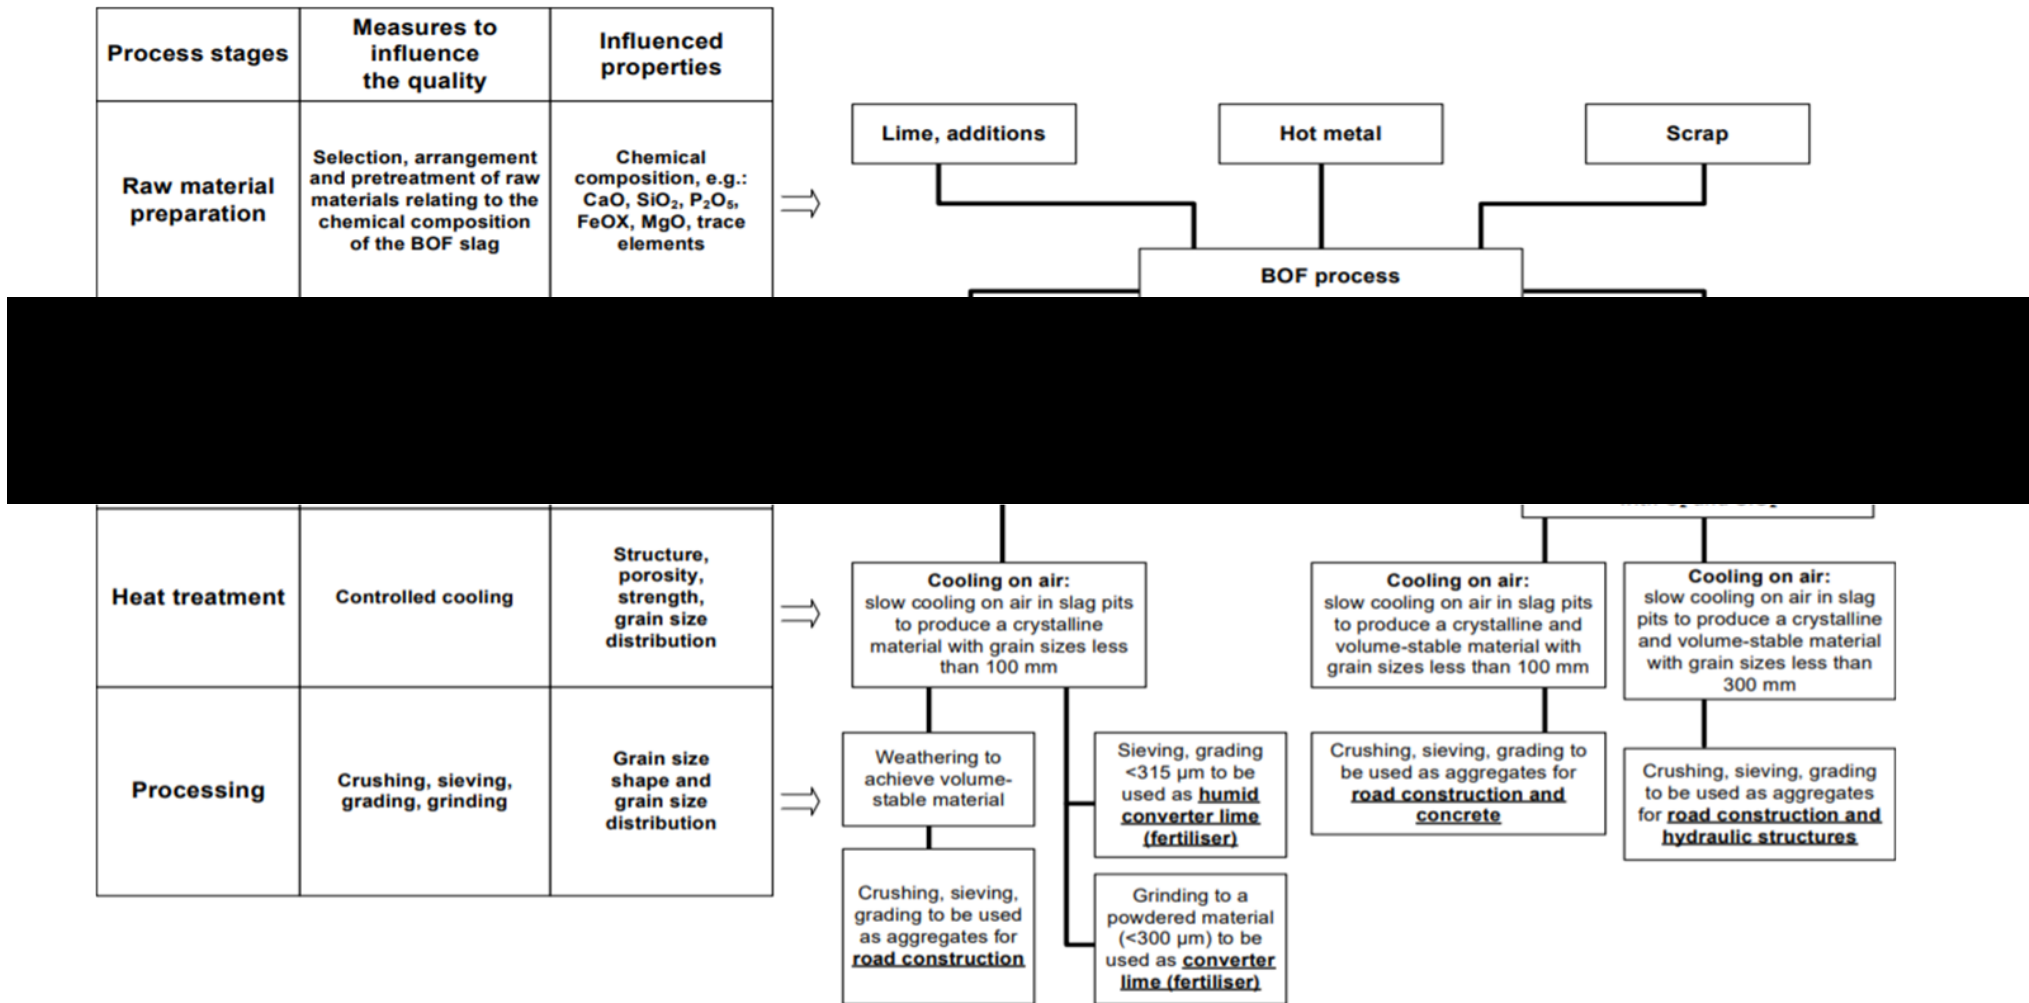 Process stages
Measures to
influence
the quality
Influenced
properties
Raw material
preparation
Selection, arrangement
and pretreatment of raw
materials relating to the
chemical composition
of the BOF slag
Chemical
composition, e.g.:
CaO, SiO₂, P₂O₅,
FeOX, MgO, trace
elements
Lime, additions
Hot metal
Scrap
BOF process
Heat treatment
Controlled cooling
Structure,
porosity,
strength,
grain size
distribution
Cooling on air:
slow cooling on air in slag pits
to produce a crystalline
material with grain sizes less
than 100 mm
Cooling on air:
slow cooling on air in slag pits
to produce a crystalline and
volume-stable material with
grain sizes less than 100 mm
Cooling on air:
slow cooling on air in slag
pits to produce a crystalline
and volume-stable material
with grain sizes less than
300 mm
Processing
Crushing, sieving,
grading, grinding
Grain size
shape and
grain size
distribution
Weathering to
achieve volume-
stable material
Sieving, grading
<315 µm to be
used as humid
converter lime
(fertiliser)
Crushing, sieving, grading to
be used as aggregates for
road construction and
concrete
Crushing, sieving, grading
to be used as aggregates
for road construction and
hydraulic structures
Crushing, sieving,
grading to be used
as aggregates for
road construction
Grinding to a
powdered material
(<300 µm) to be
used as converter
lime (fertiliser)